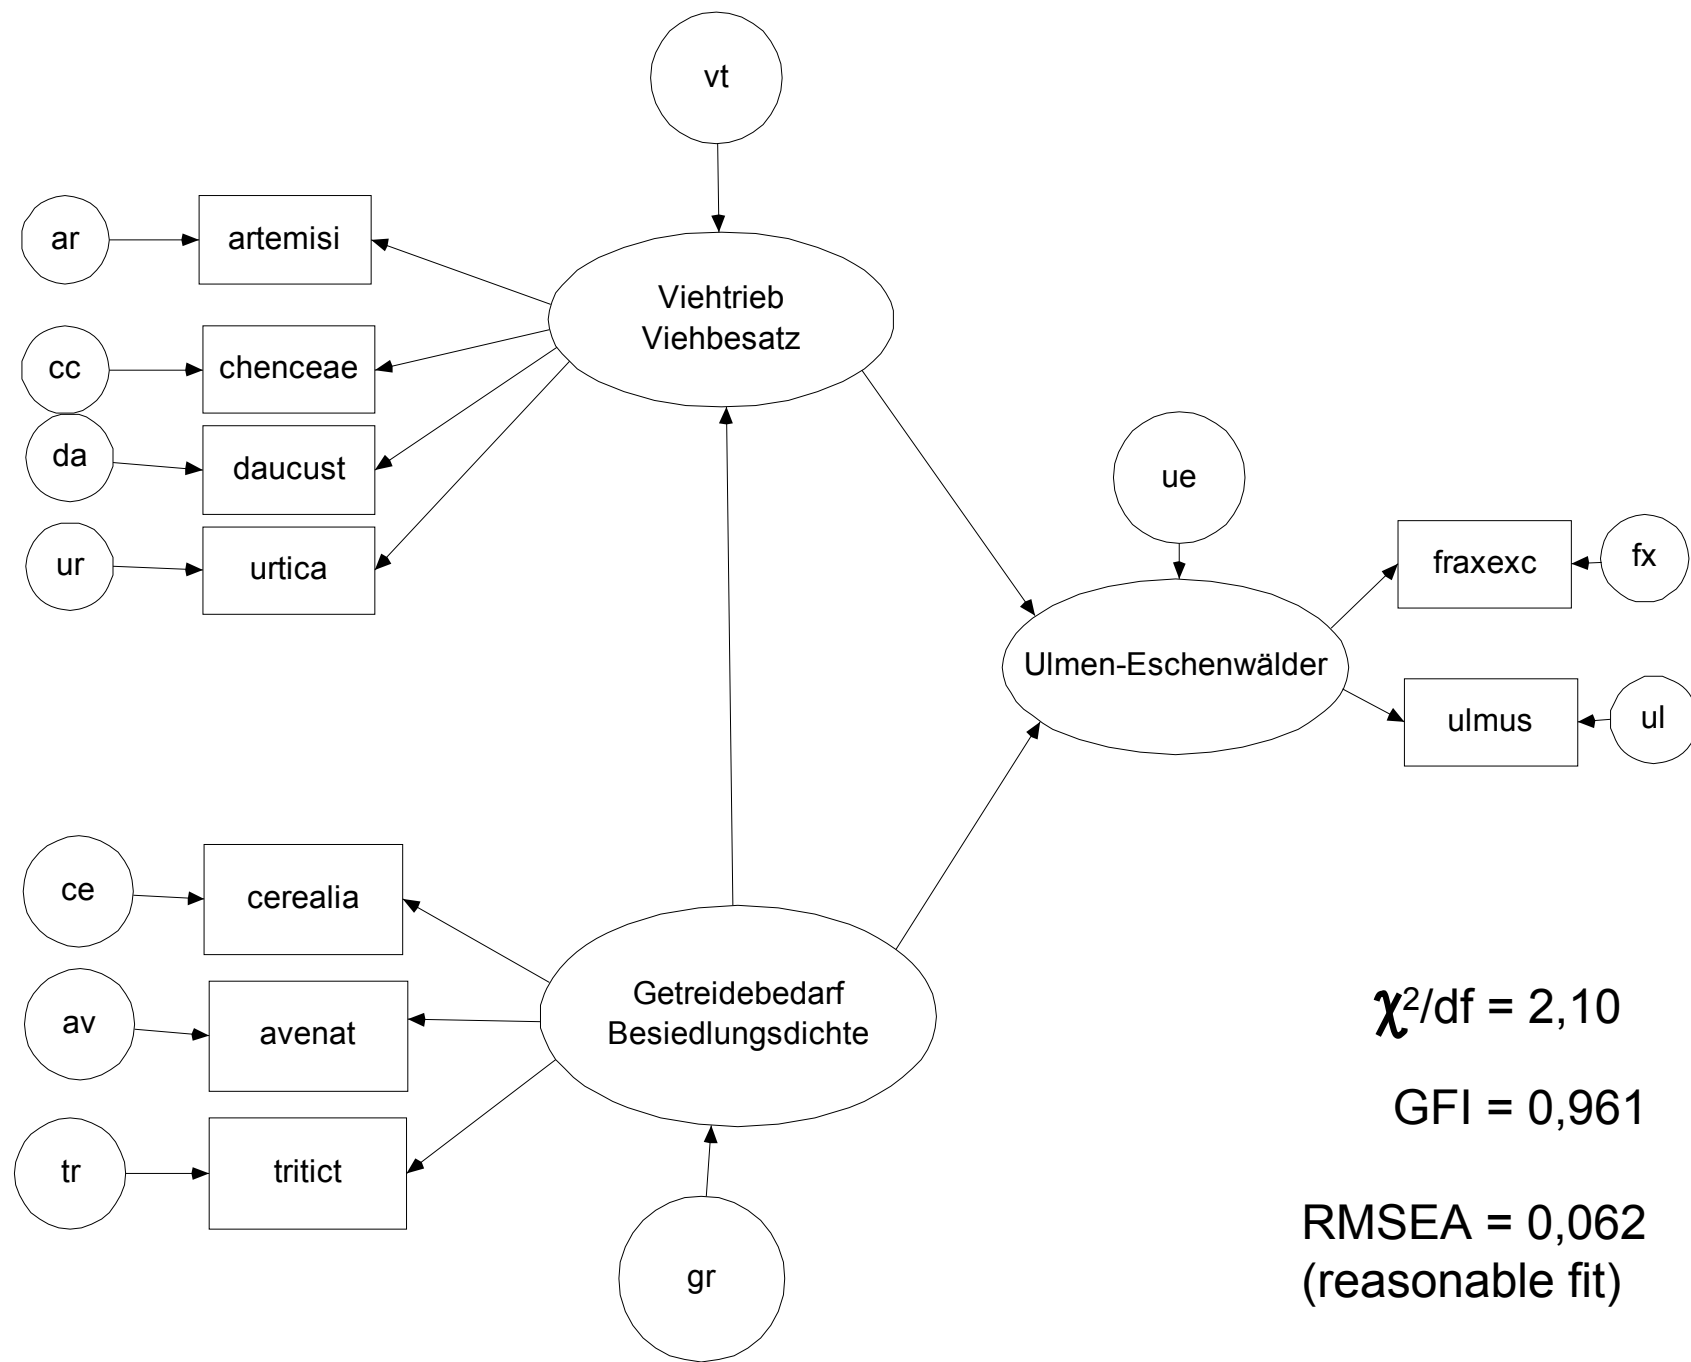 vt
ar
artemisi
Viehtrieb
Viehbesatz
cc
chenceae
da
daucust
ur
urtica
ue
fraxexc
fx
Ulmen-Eschenwälder
ulmus
ul
ce
cerealia
av
avenat
Getreidebedarf
Besiedlungsdichte
tr
tritict
gr
χ²/df = 2,10
GFI = 0,961
RMSEA = 0,062
(reasonable fit)